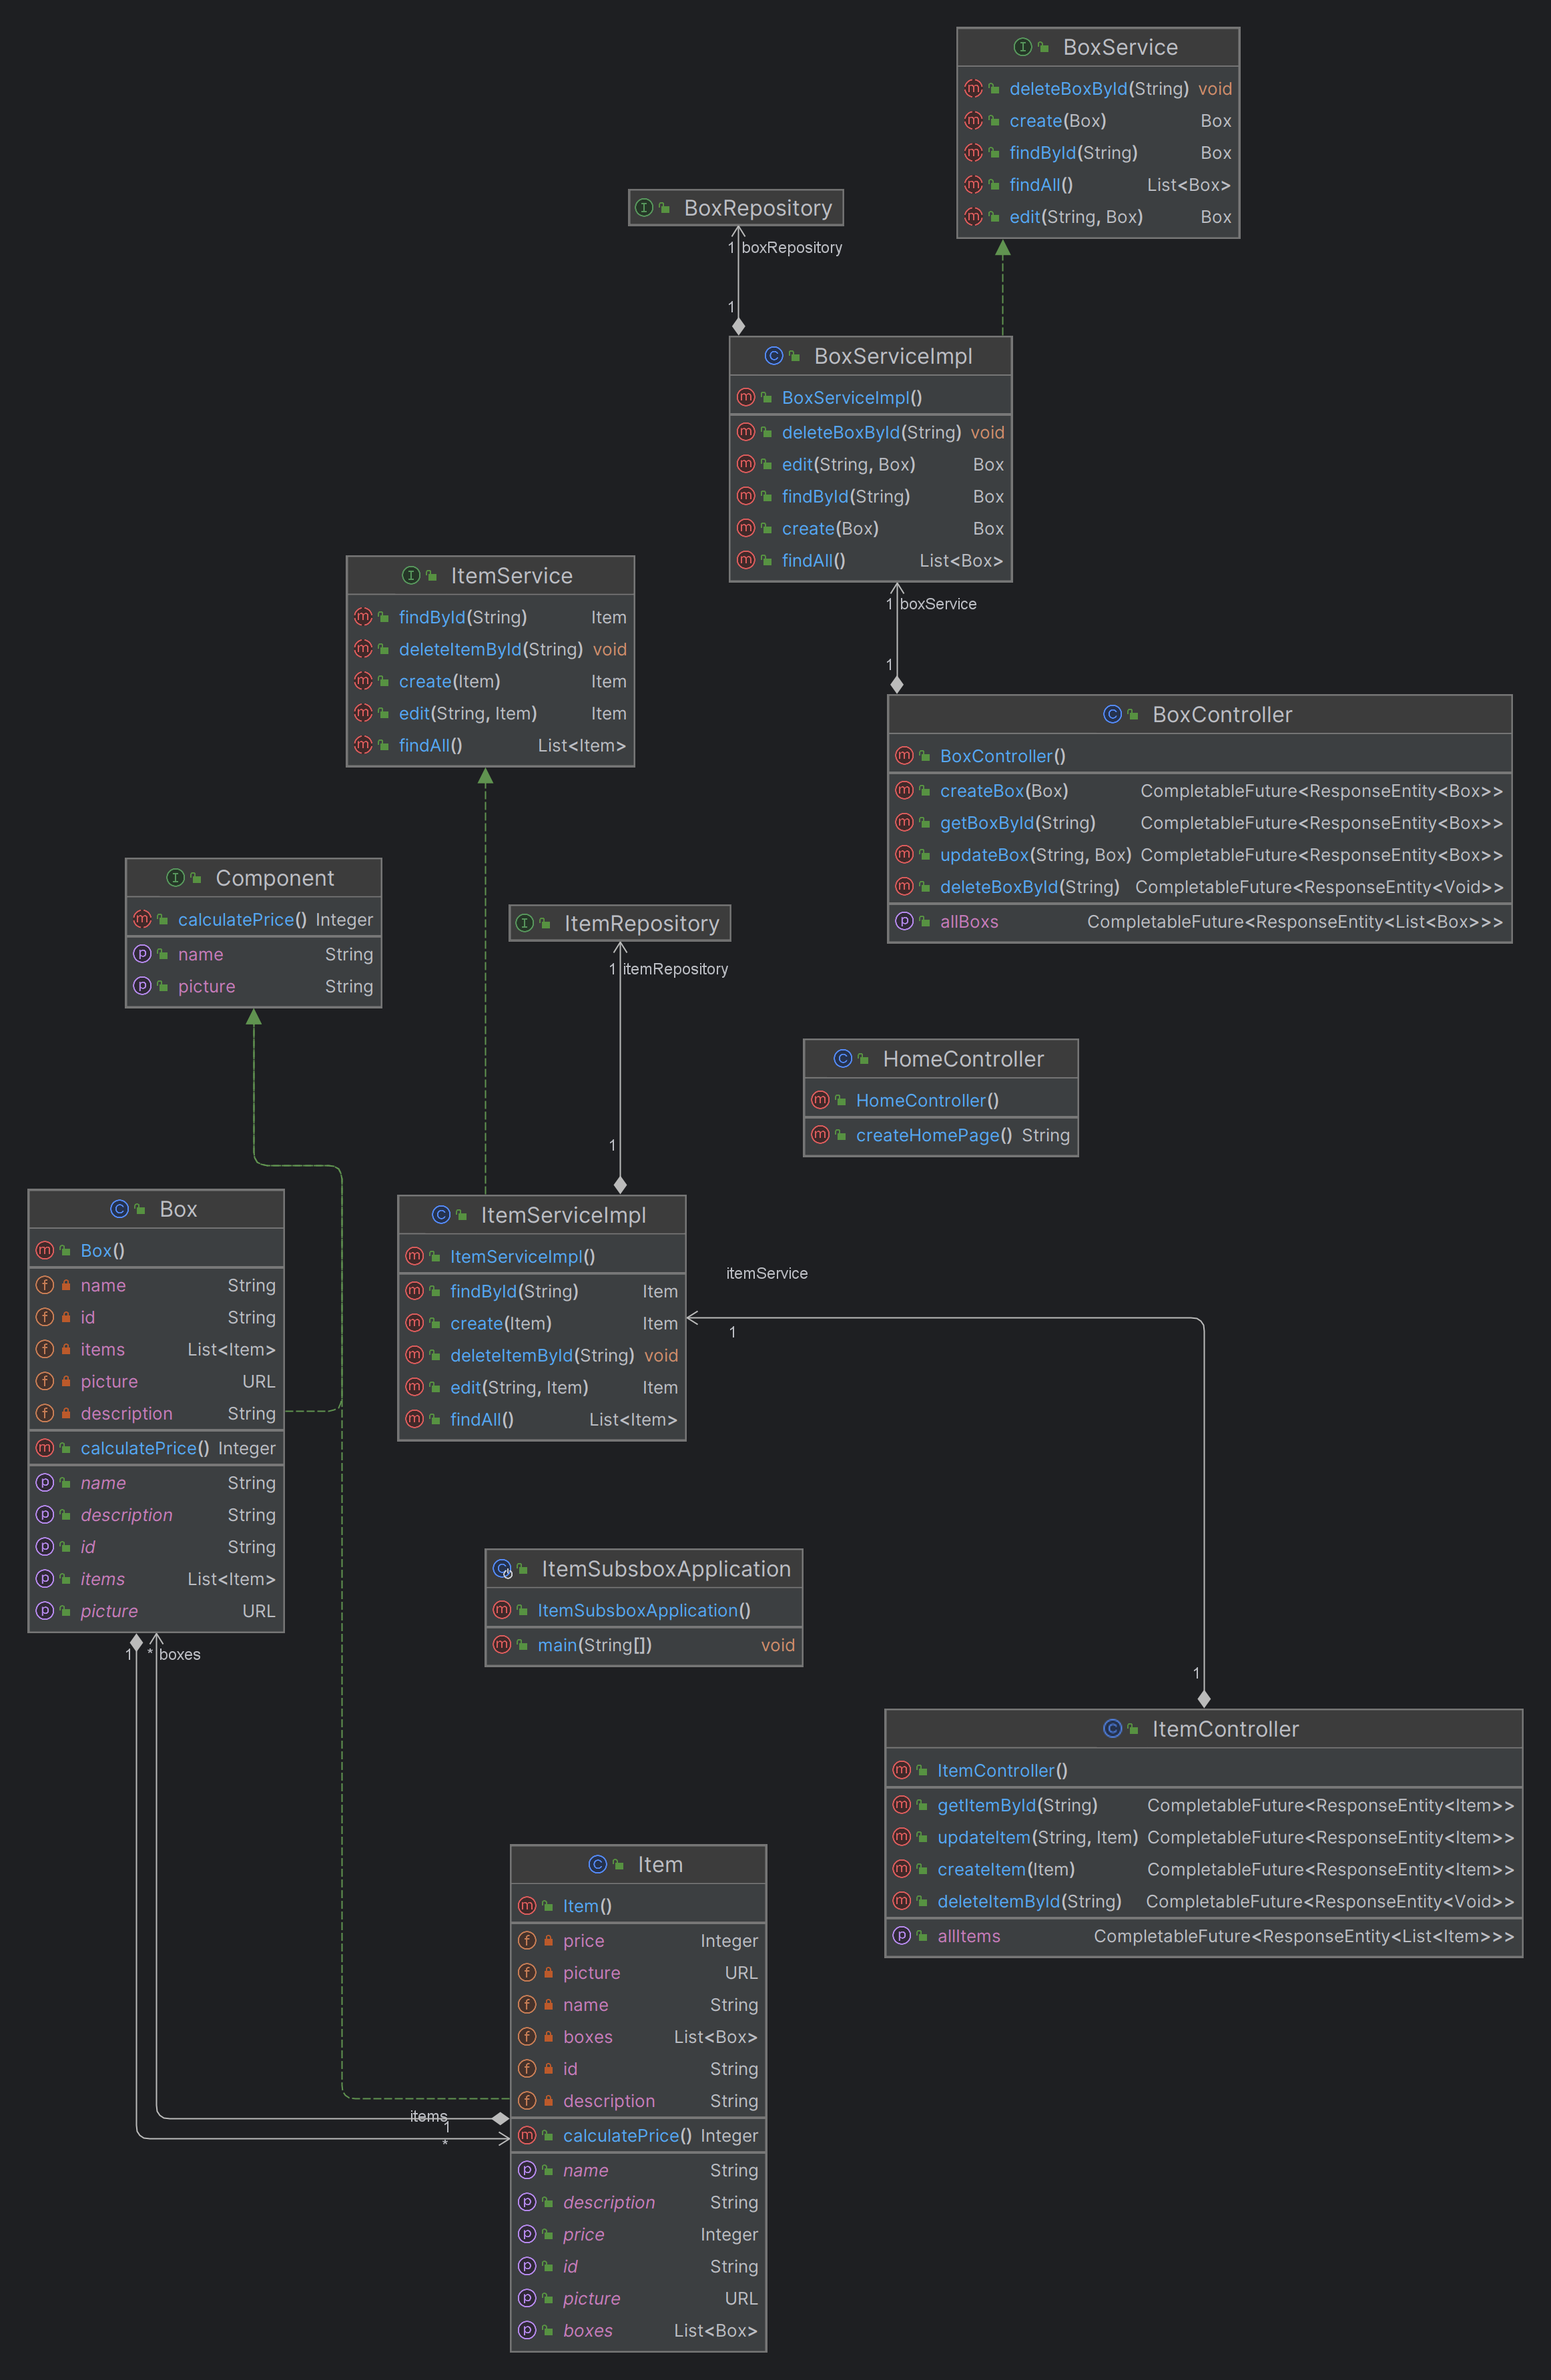 BoxService
deleteBoxById(String) void
create(Box) Box
findById(String) Box
findAll() List<Box>
edit(String, Box) Box
BoxRepository
1 boxRepository
1
BoxServiceImpl
BoxServiceImpl()
deleteBoxById(String) void
edit(String, Box) Box
findById(String) Box
create(Box) Box
findAll() List<Box>
ItemService
findById(String) Item
deleteItemById(String) void
create(Item) Item
edit(String, Item) Item
findAll() List<Item>
1 boxService
1
BoxController
BoxController()
createBox(Box) CompletableFuture<ResponseEntity<Box>>
getBoxById(String) CompletableFuture<ResponseEntity<Box>>
updateBox(String, Box) CompletableFuture<ResponseEntity<Box>>
deleteBoxById(String) CompletableFuture<ResponseEntity<Void>>
allBoxs CompletableFuture<ResponseEntity<List<Box>>>
Component
calculatePrice() Integer
name String
picture String
ItemRepository
1 itemRepository
1
HomeController
HomeController()
createHomePage() String
Box
Box()
name String
id String
items List<Item>
picture URL
description String
calculatePrice() Integer
name String
description String
id String
items List<Item>
picture URL
1 * boxes
ItemServiceImpl
ItemServiceImpl()
findById(String) Item
create(Item) Item
deleteItemById(String) void
edit(String, Item) Item
findAll() List<Item>
itemService
1
ItemSubsboxApplication
ItemSubsboxApplication()
main(String[]) void
1
ItemController
ItemController()
getItemById(String) CompletableFuture<ResponseEntity<Item>>
updateItem(String, Item) CompletableFuture<ResponseEntity<Item>>
createItem(Item) CompletableFuture<ResponseEntity<Item>>
deleteItemById(String) CompletableFuture<ResponseEntity<Void>>
allItems CompletableFuture<ResponseEntity<List<Item>>>
Item
Item()
price Integer
picture URL
name String
boxes List<Box>
id String
description String
calculatePrice() Integer
name String
description String
price Integer
id String
picture URL
boxes List<Box>
items
1
*